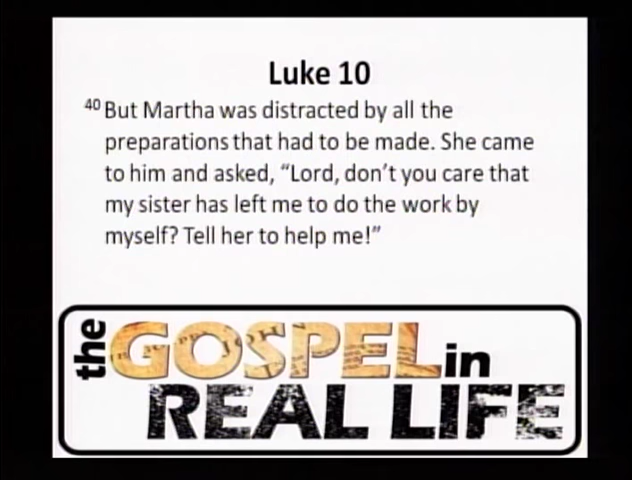 Luke 10
40 But Martha was distracted by all the
preparations that had to be made. She came
to him and asked, “Lord, don’t you care that
my sister has left me to do the work by
myself? Tell her to help me!”
the GOSPEL in
REAL LIFE